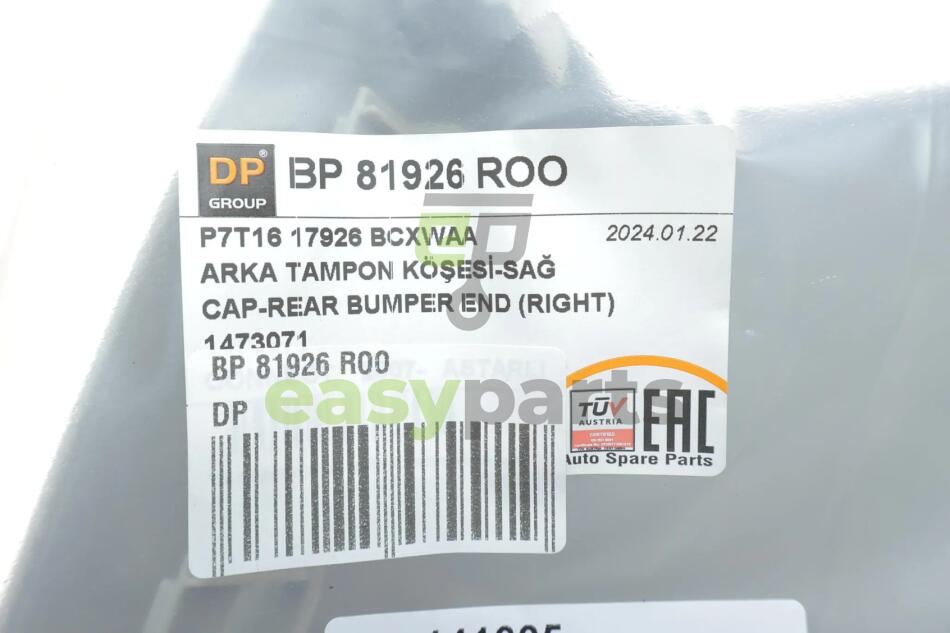 DP® GROUP
BP 81926 ROO
P7T16 17926 BCXWAA 2024.01.22
ARKA TAMPON KÖŞESİ-SAĞ
CAP-REAR BUMPER END (RIGHT)
1473071
BP 81926 ROO
DP
easyparts
TÜV
AUSTRIA
EAC
Auto Spare Parts